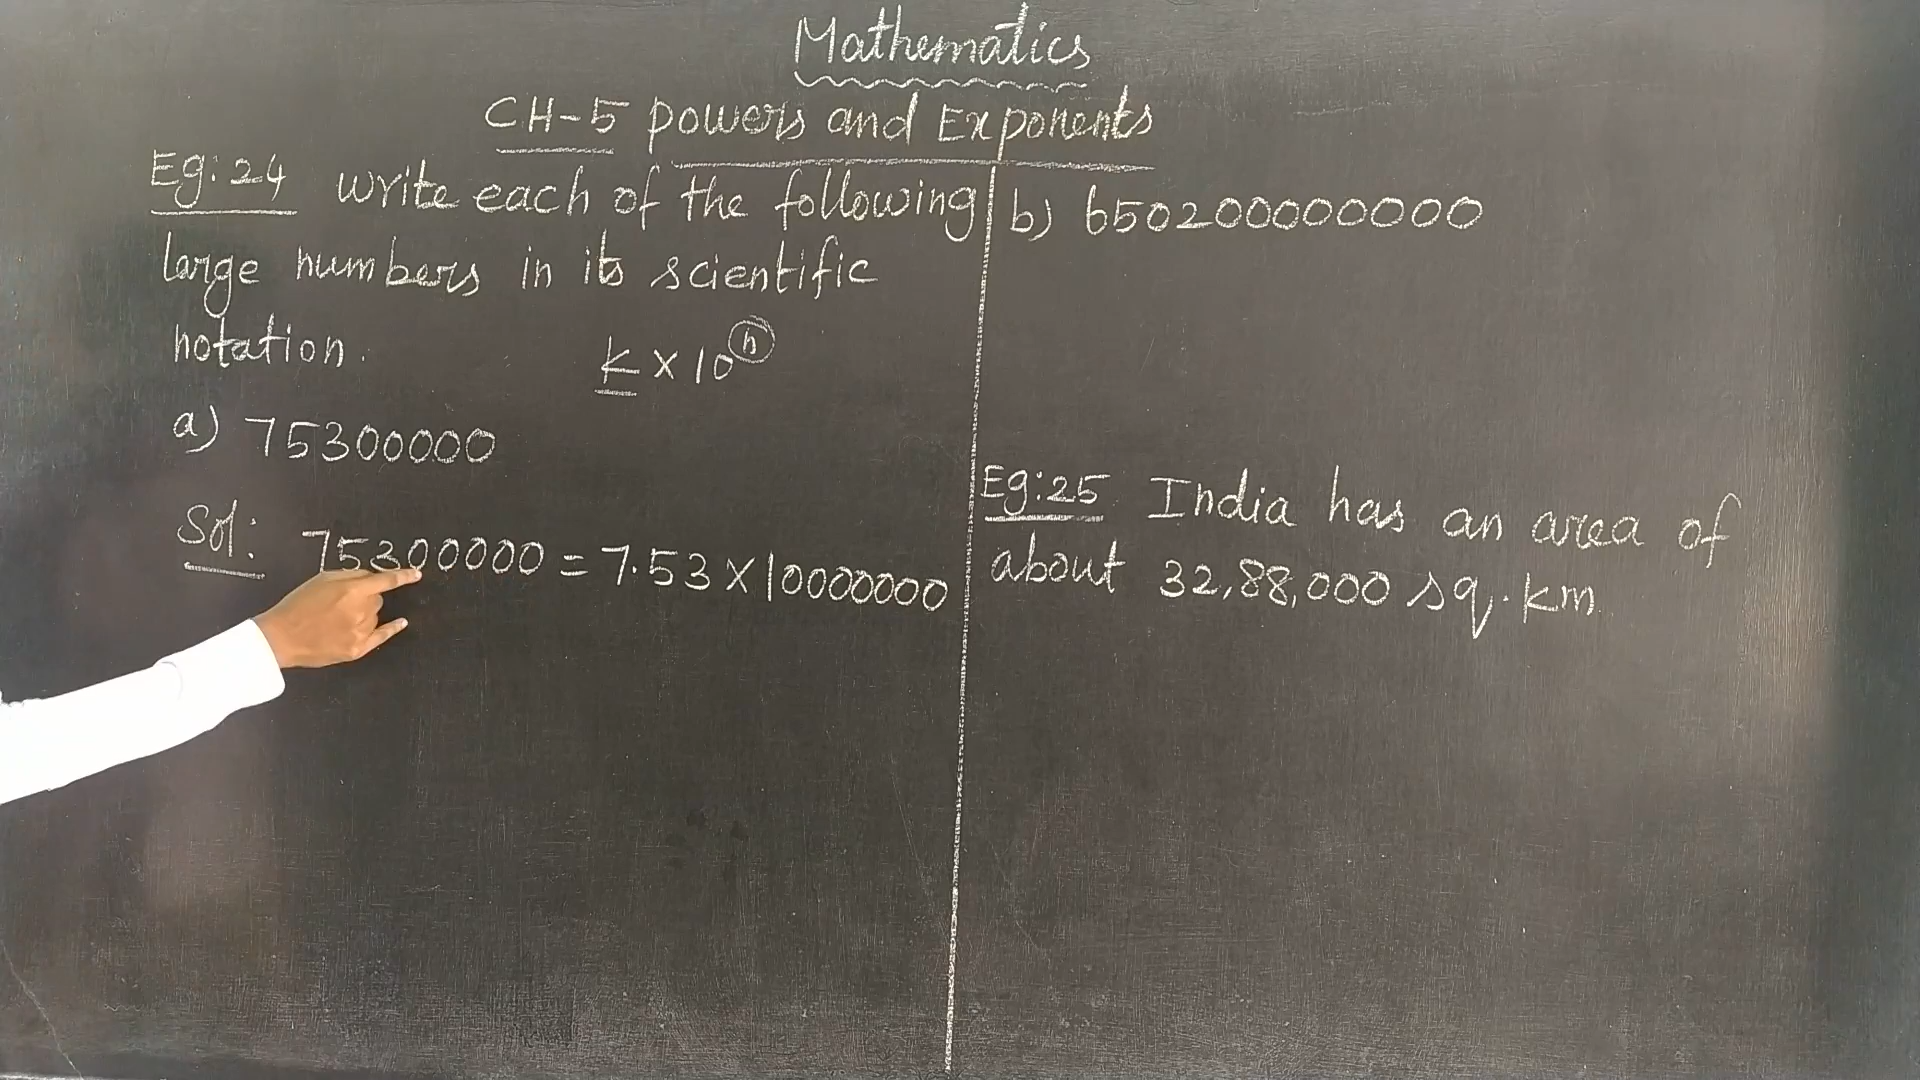 Mathematics
CH-5 Powers and Exponents
Eg:24 write each of the following
large numbers in its scientific
notation.
k × 10ⁿ
a) 75300000
Sol: 75300000 = 7.53 × 10000000
b) 650200000000
Eg:25 India has an area of
about 32,88,000 sq.km